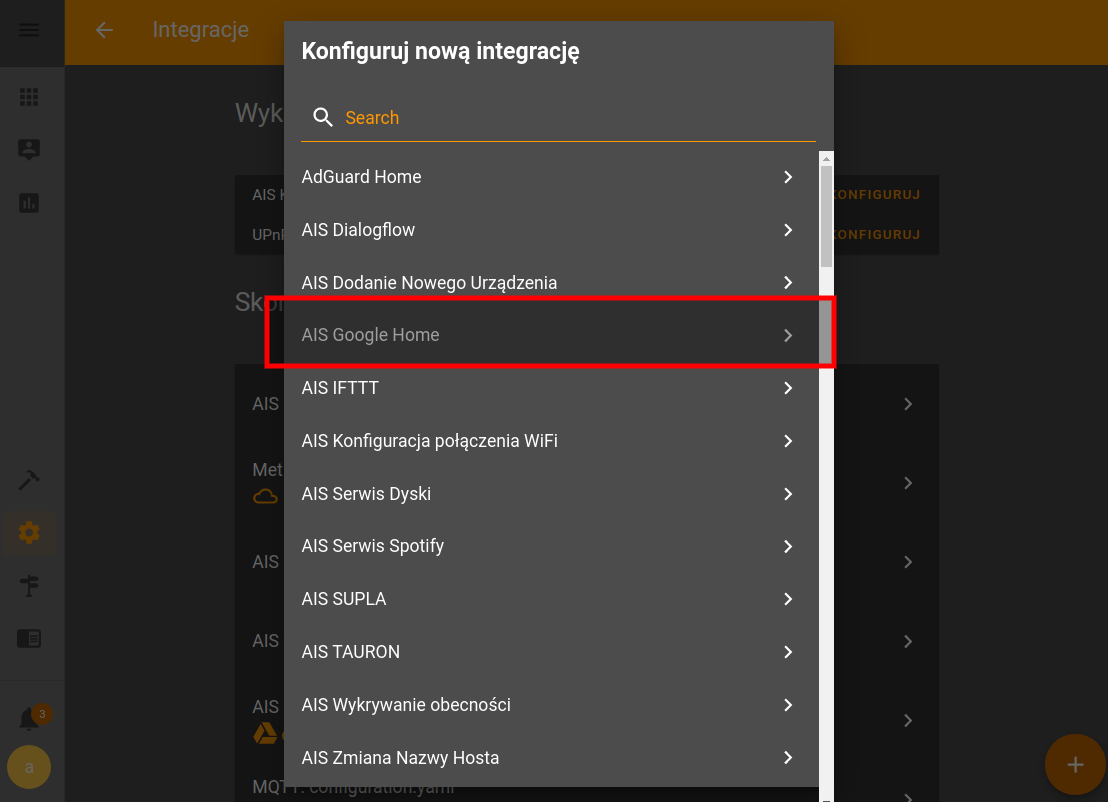 Integracje
Konfiguruj nową integrację
Search
Wyk
AdGuard Home
AIS
KONFIGURUJ
AIS Dialogflow
UPnP
KONFIGURUJ
AIS Dodanie Nowego Urządzenia
Sko
AIS Google Home
AIS IFTTT
AIS
AIS Konfiguracja połączenia WiFi
Met
AIS Serwis Dyski
AIS Serwis Spotify
AIS
AIS SUPLA
AIS
AIS TAURON
AIS Wykrywanie obecności
AIS
3
AIS Zmiana Nazwy Hosta
a
MQTT: configuration.yaml